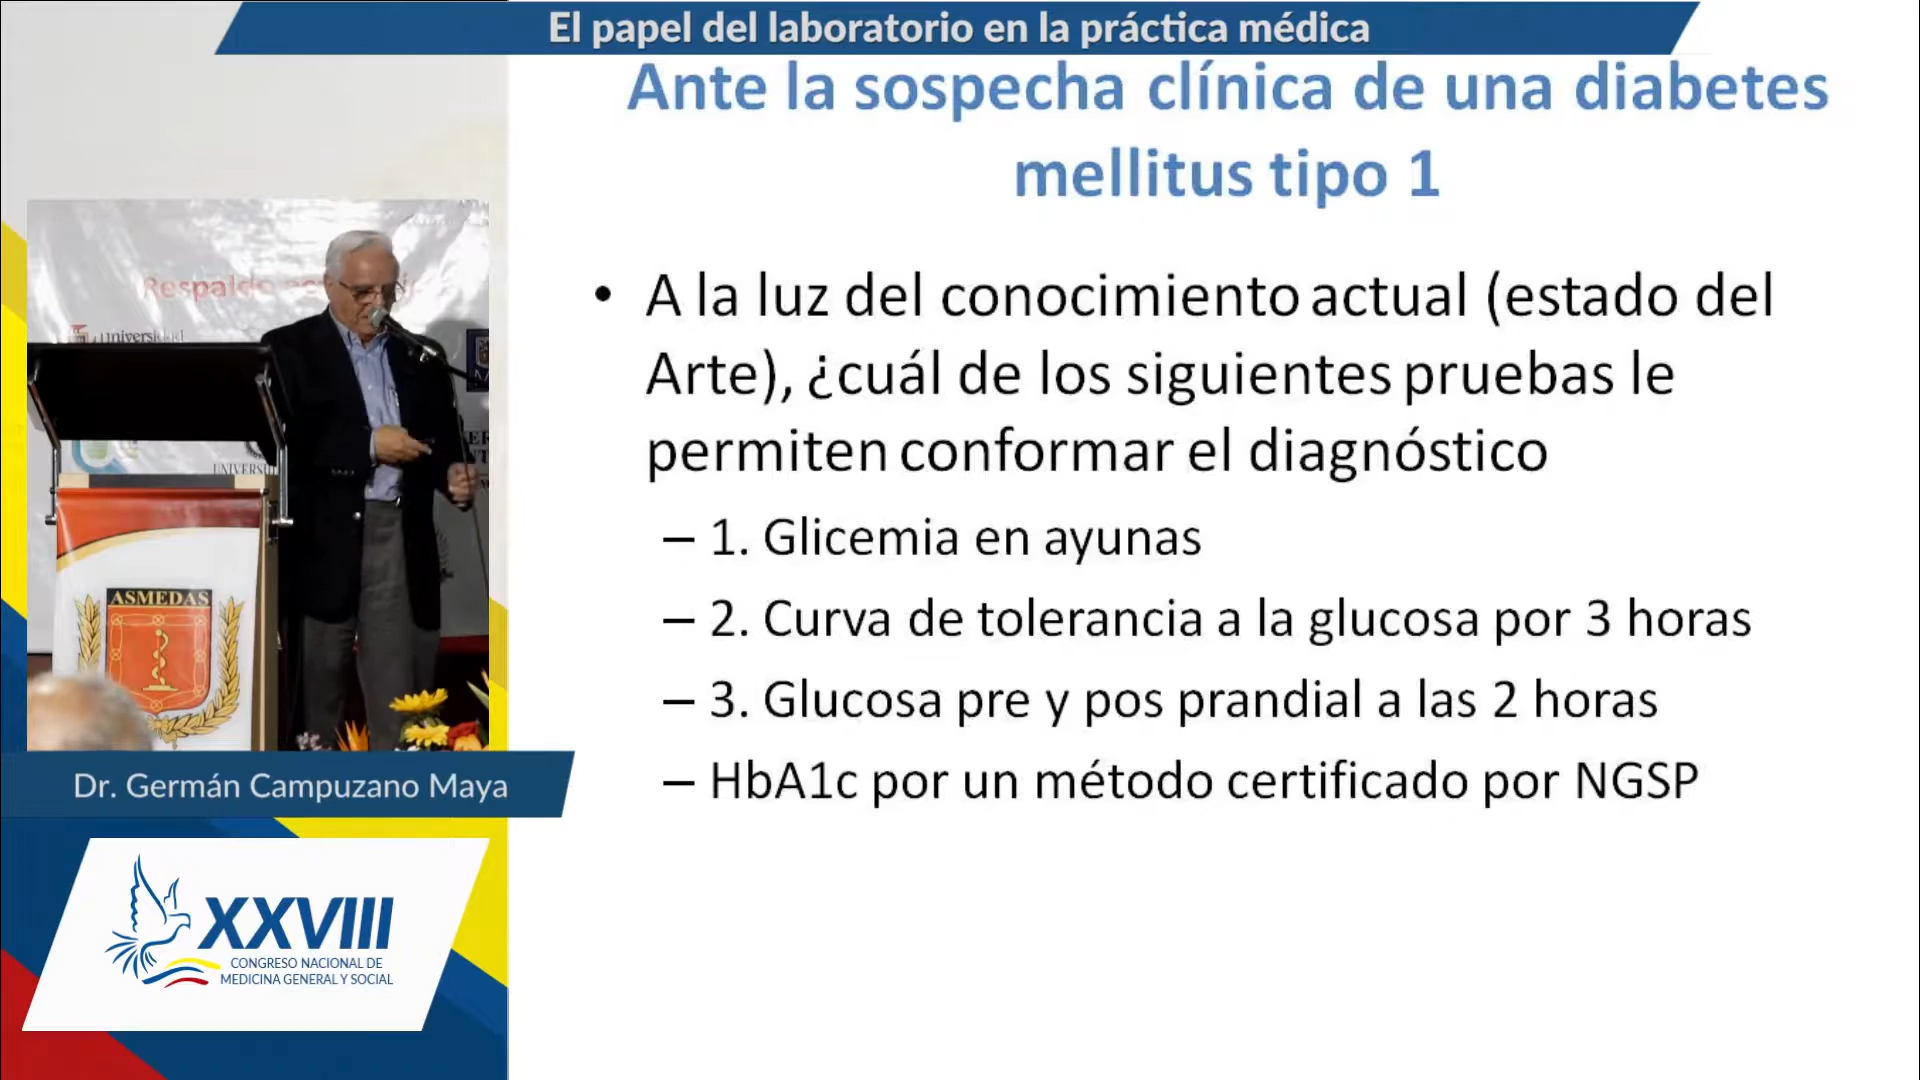 El papel del laboratorio en la práctica médica
Ante la sospecha clínica de una diabetes
mellitus tipo 1
• A la luz del conocimiento actual (estado del
Arte), ¿cuál de los siguientes pruebas le
permiten conformar el diagnóstico
– 1. Glicemia en ayunas
– 2. Curva de tolerancia a la glucosa por 3 horas
– 3. Glucosa pre y pos prandial a las 2 horas
– HbA1c por un método certificado por NGSP
Respaldo
Universidad
UNIVERSID
ASMEDAS
Dr. Germán Campuzano Maya
XXVIII
CONGRESO NACIONAL DE
MEDICINA GENERAL Y SOCIAL